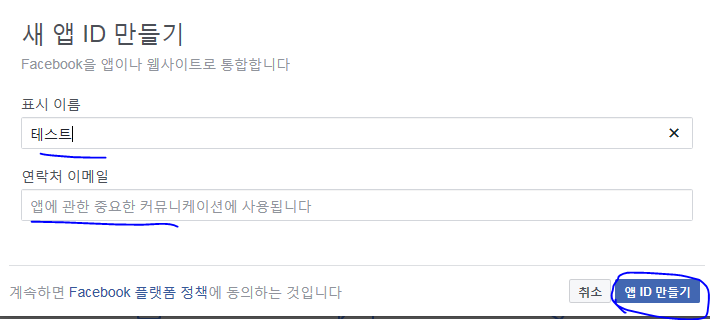 새 앱 ID 만들기
Facebook을 앱이나 웹사이트로 통합합니다
표시 이름
테스트
연락처 이메일
앱에 관한 중요한 커뮤니케이션에 사용됩니다
계속하면 Facebook 플랫폼 정책에 동의하는 것입니다 취소 앱 ID 만들기